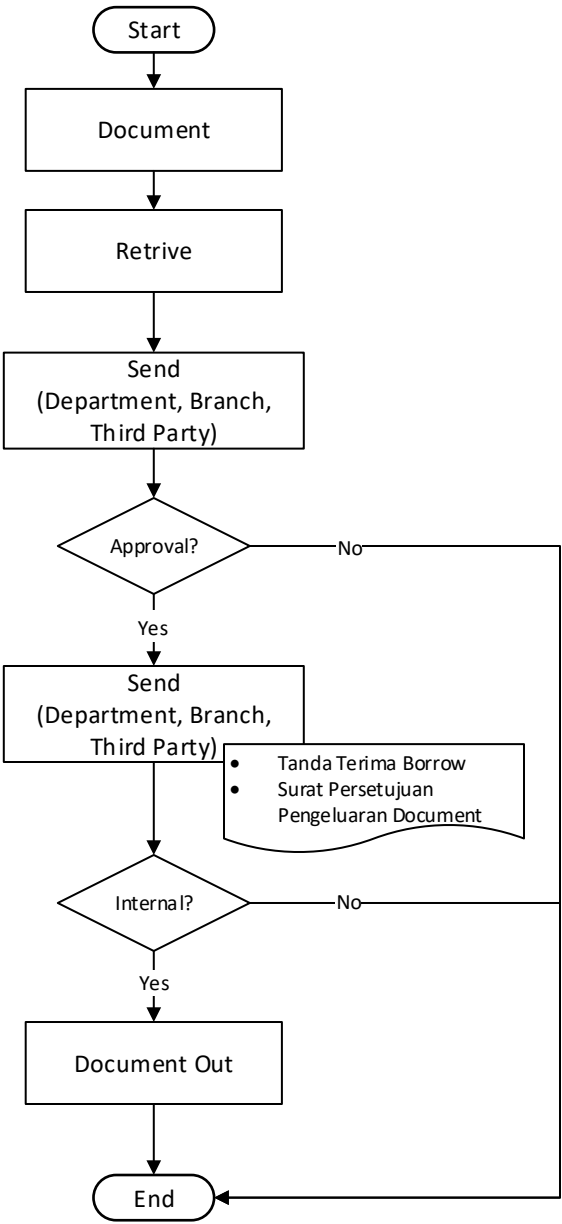 Start
Document
Retrive
Send
(Department, Branch,
Third Party)
Approval?
No
Yes
Send
(Department, Branch,
Third Party)
• Tanda Terima Borrow
• Surat Persetujuan
Pengeluaran Document
Internal?
No
Yes
Document Out
End